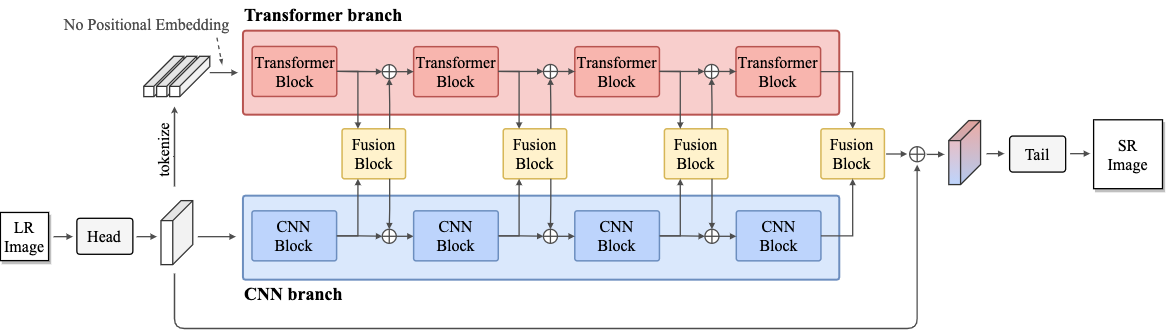 Transformer branch
No Positional Embedding
Transformer
Block
Transformer
Block
Transformer
Block
Transformer
Block
tokenize
Fusion
Block
Fusion
Block
Fusion
Block
Fusion
Block
Tail
SR
Image
LR
Image
Head
CNN
Block
CNN
Block
CNN
Block
CNN
Block
CNN branch